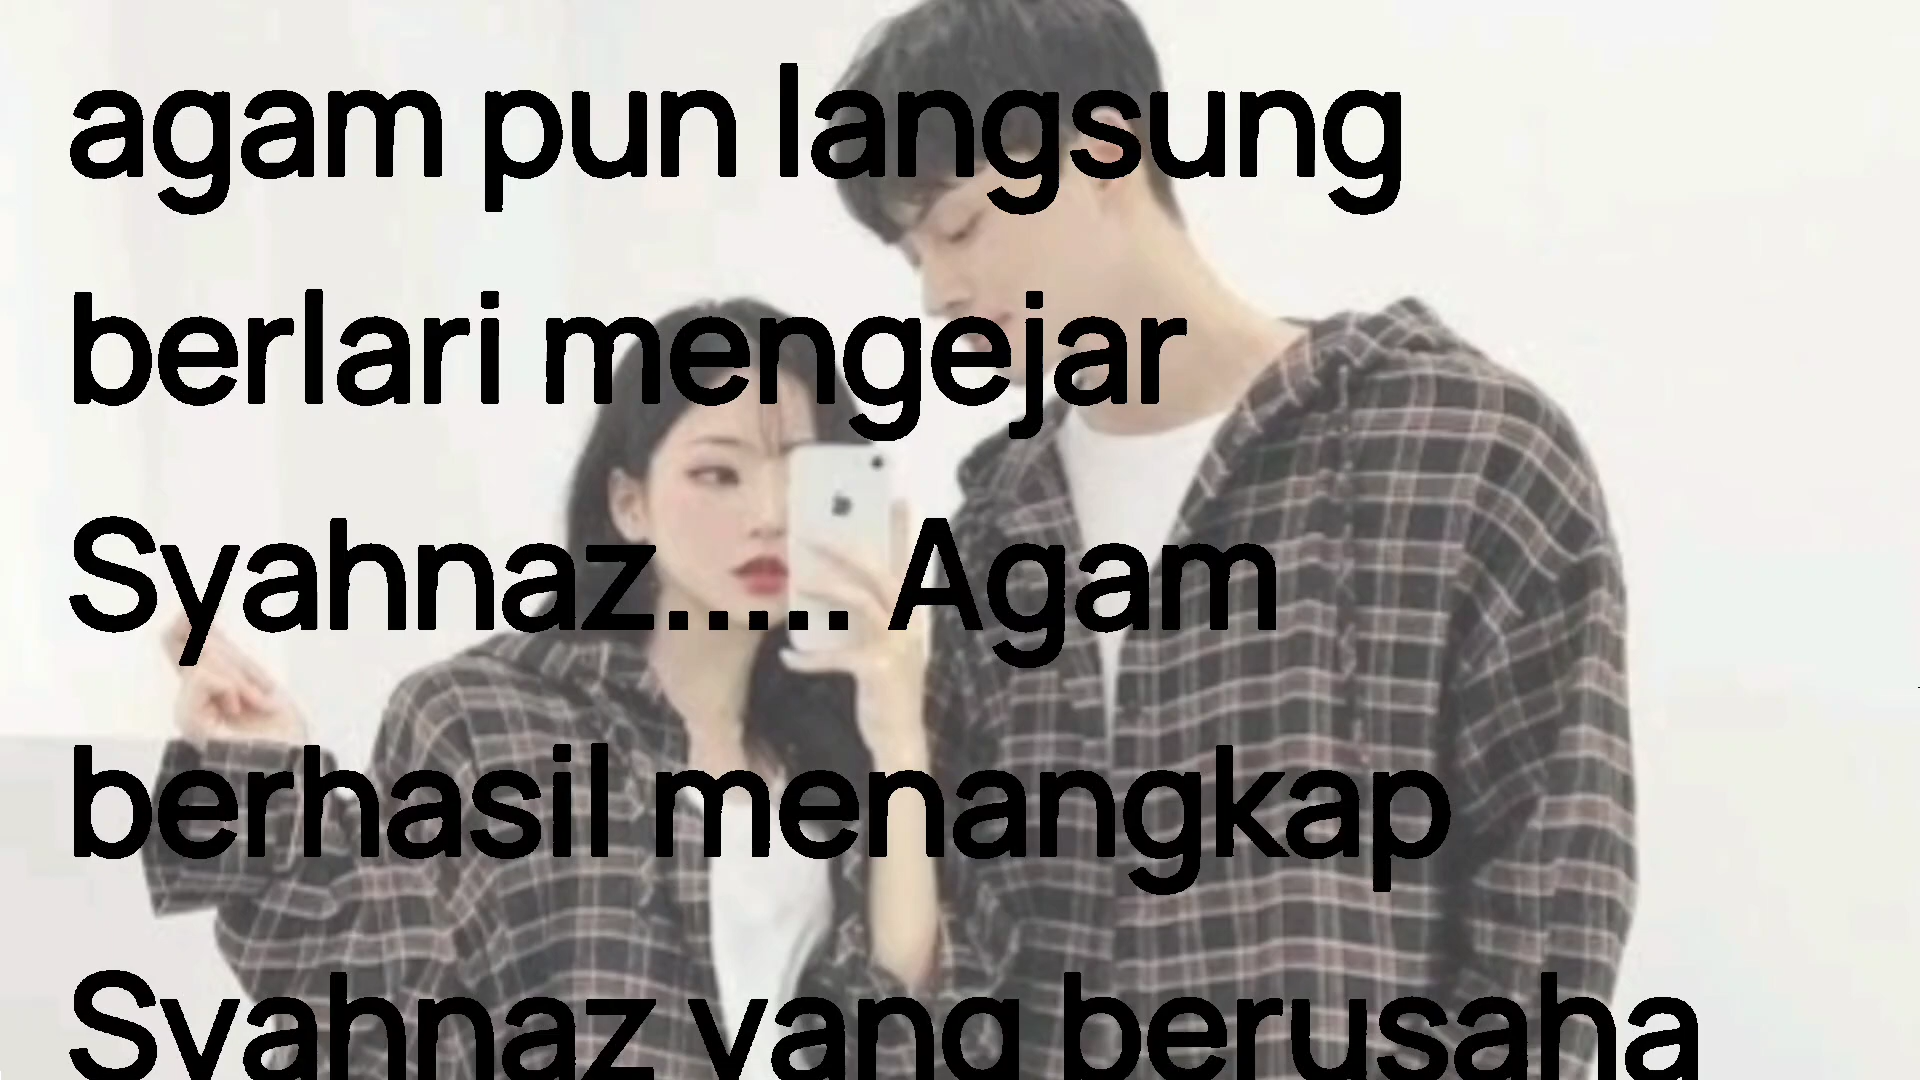 agam pun langsung
berlari mengejar
Syahnaz..... Agam
berhasil menangkap
Syahnaz yang berusaha